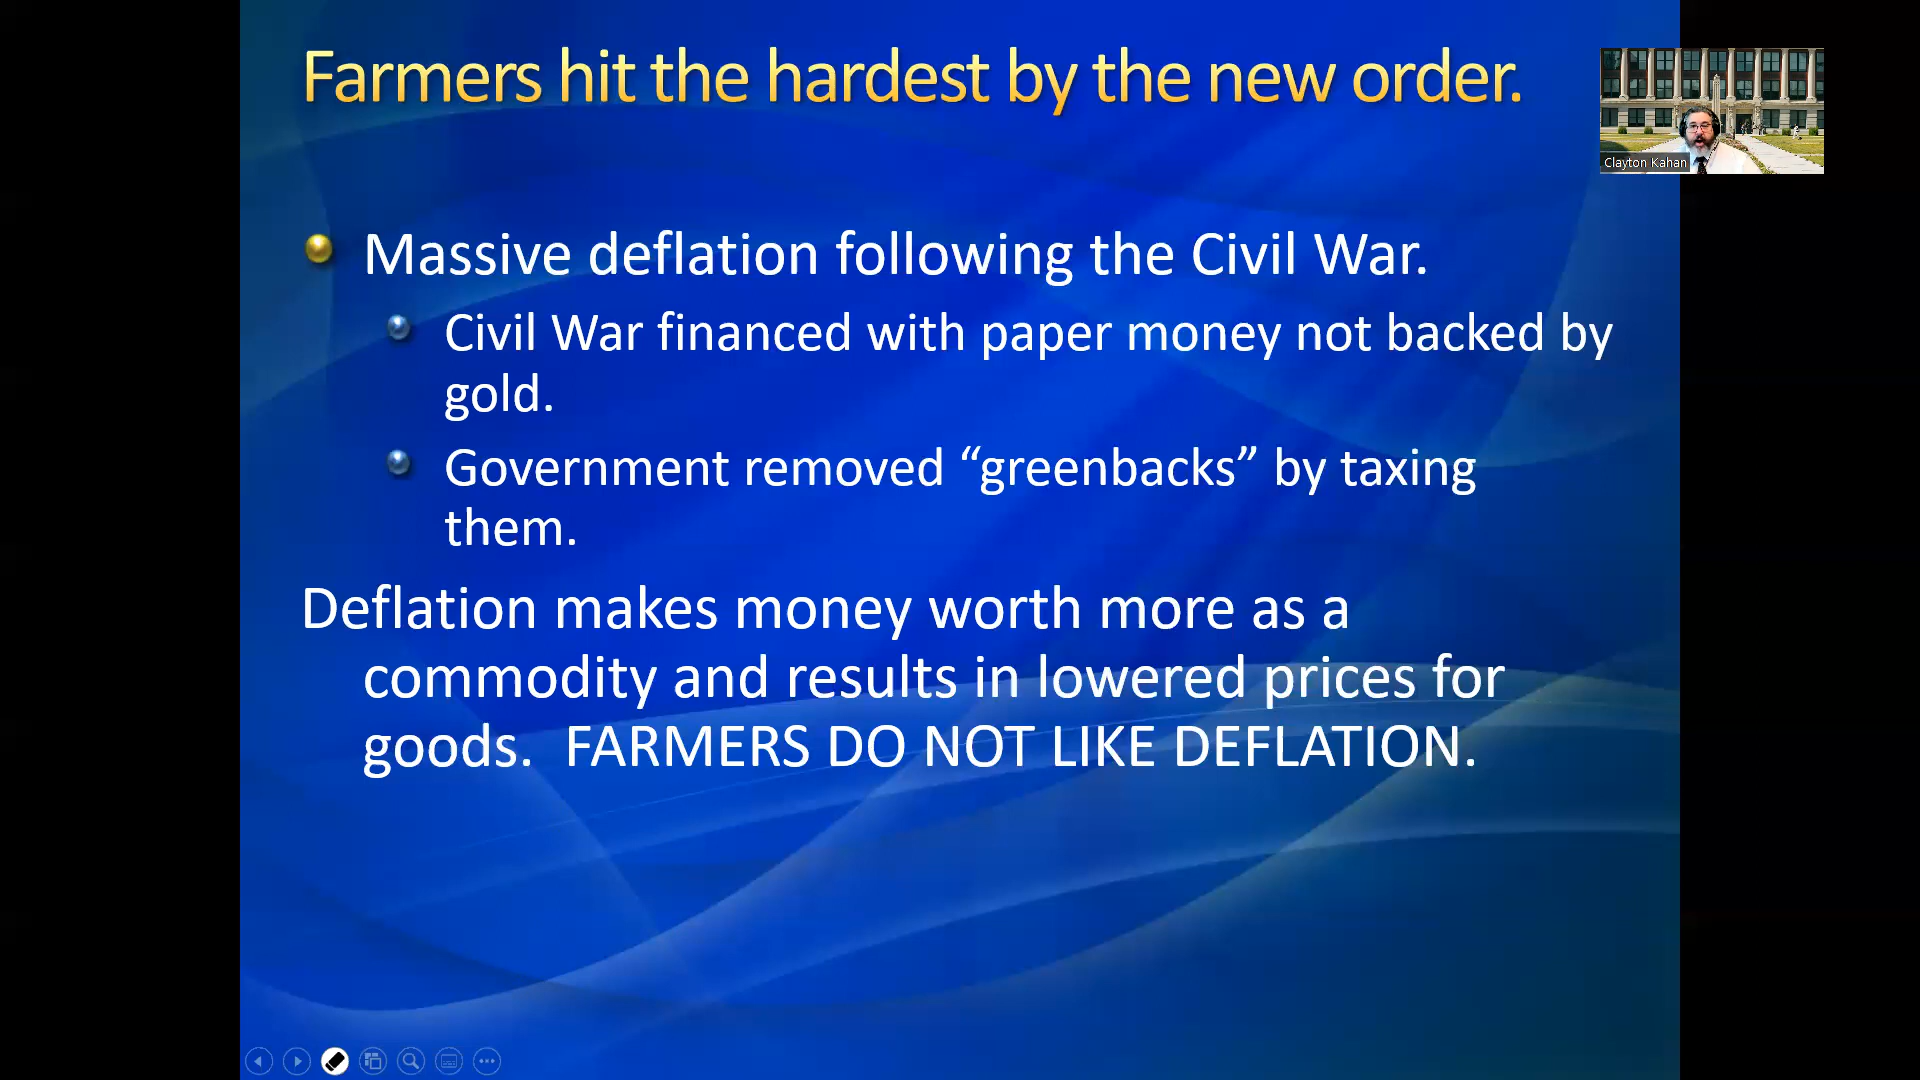 Farmers hit the hardest by the new order.
Clayton Kahan
Massive deflation following the Civil War.
Civil War financed with paper money not backed by
gold.
Government removed “greenbacks” by taxing
them.
Deflation makes money worth more as a
commodity and results in lowered prices for
goods.  FARMERS DO NOT LIKE DEFLATION.